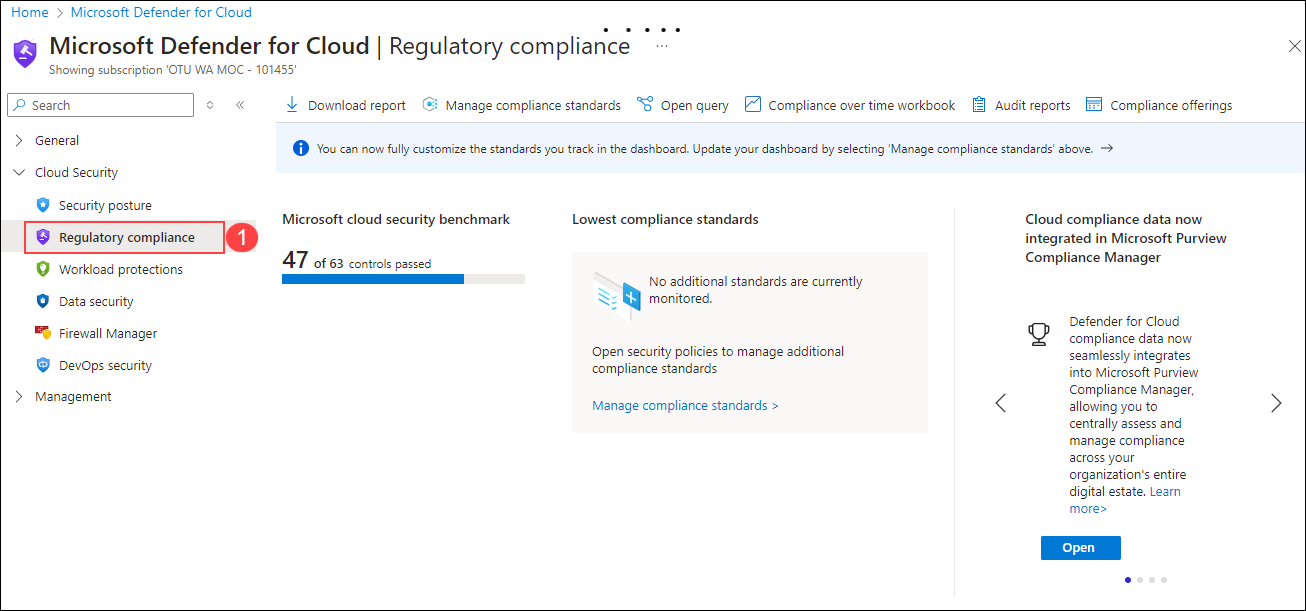 Home > Microsoft Defender for Cloud
Microsoft Defender for Cloud | Regulatory compliance ...
Showing subscription 'OTU WA MOC - 101455'
Search
General
Cloud Security
Security posture
Regulatory compliance 1
Workload protections
Data security
Firewall Manager
DevOps security
Management
Download report Manage compliance standards Open query Compliance over time workbook Audit reports Compliance offerings
You can now fully customize the standards you track in the dashboard. Update your dashboard by selecting 'Manage compliance standards' above. →
Microsoft cloud security benchmark
47 of 63 controls passed
Lowest compliance standards
No additional standards are currently
monitored.
Open security policies to manage additional
compliance standards
Manage compliance standards >
Cloud compliance data now
integrated in Microsoft Purview
Compliance Manager
Defender for Cloud
compliance data now
seamlessly integrates
into Microsoft Purview
Compliance Manager,
allowing you to
centrally assess and
manage compliance
across your
organization's entire
digital estate. Learn
more>
Open